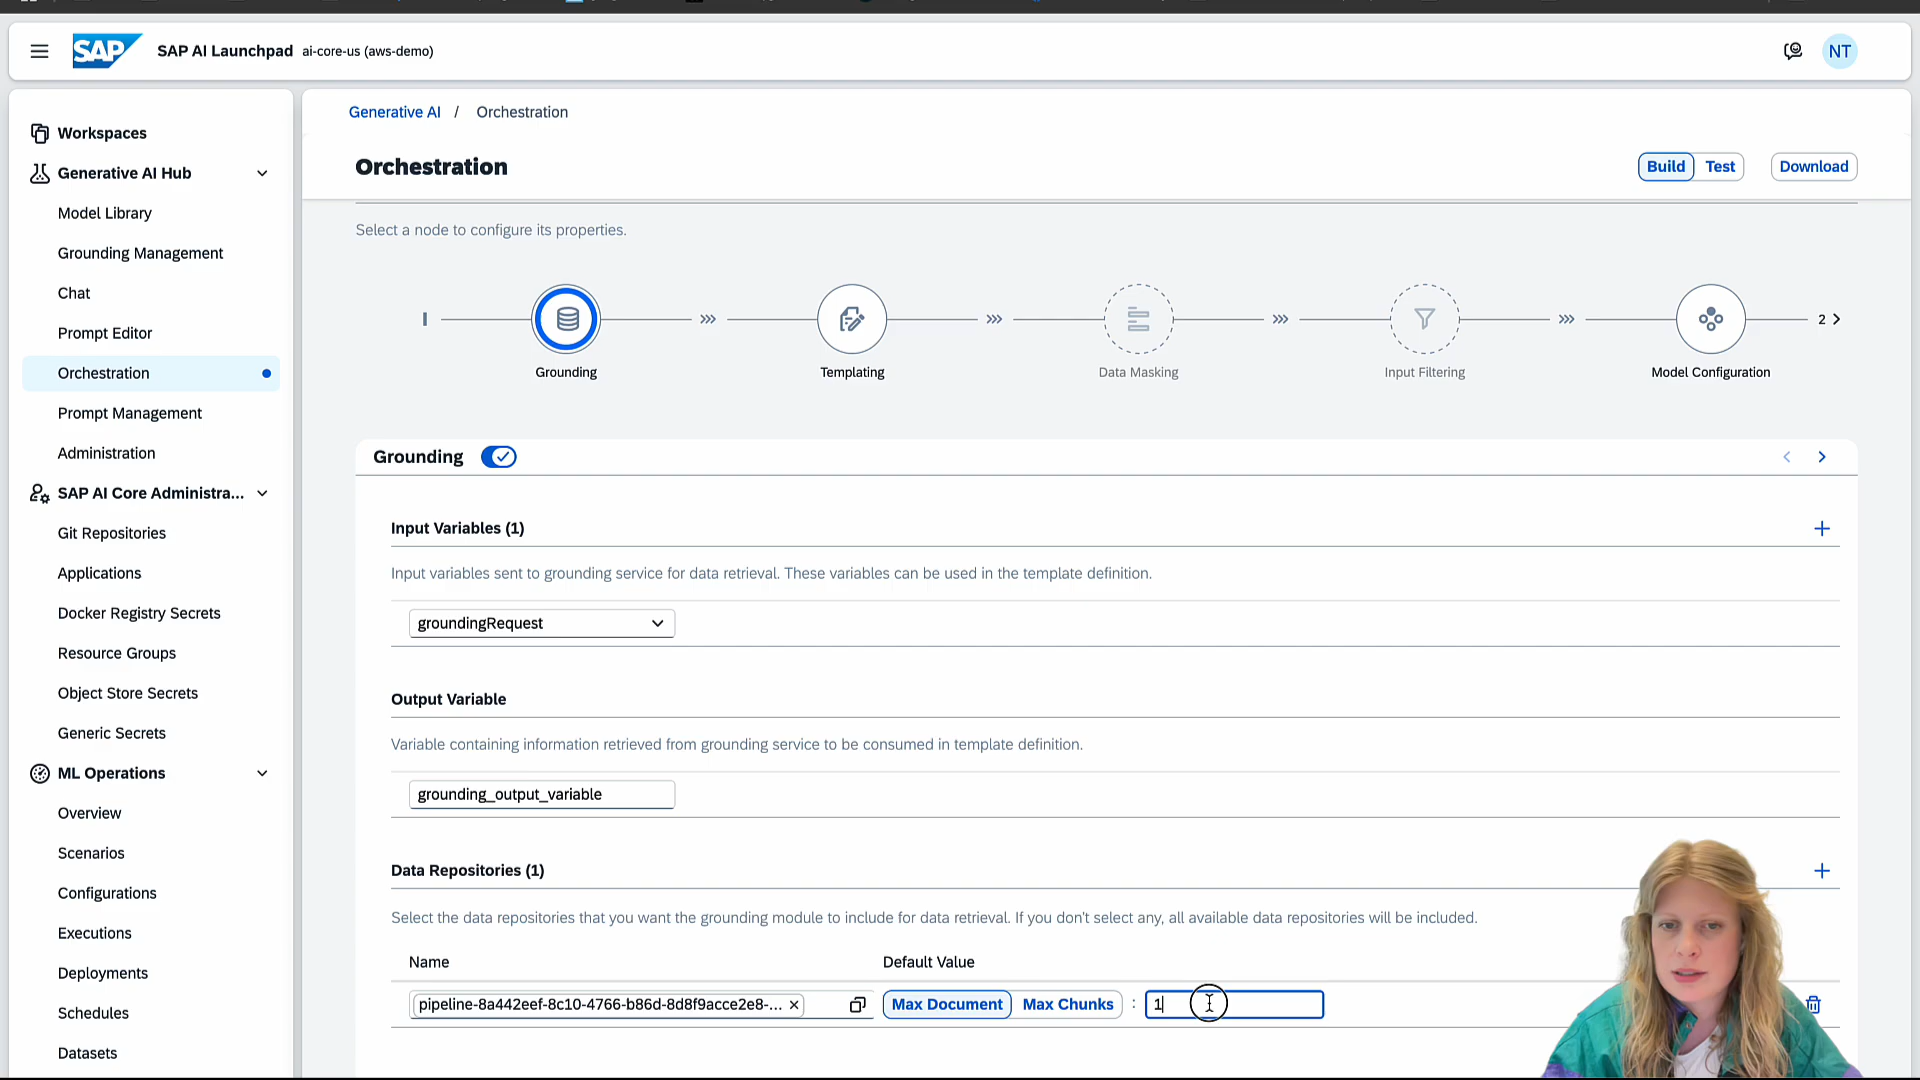 SAP
SAP AI Launchpad
ai-core-us (aws-demo)
NT
Workspaces
Generative AI Hub
Model Library
Grounding Management
Chat
Prompt Editor
Orchestration
Prompt Management
Administration
SAP AI Core Administra...
Git Repositories
Applications
Docker Registry Secrets
Resource Groups
Object Store Secrets
Generic Secrets
ML Operations
Overview
Scenarios
Configurations
Executions
Deployments
Schedules
Datasets
Generative AI / Orchestration
Orchestration
Build
Test
Download
Select a node to configure its properties.
Grounding
Templating
Data Masking
Input Filtering
Model Configuration
2
Grounding
Input Variables (1)
Input variables sent to grounding service for data retrieval. These variables can be used in the template definition.
groundingRequest
Output Variable
Variable containing information retrieved from grounding service to be consumed in template definition.
grounding_output_variable
Data Repositories (1)
Select the data repositories that you want the grounding module to include for data retrieval. If you don't select any, all available data repositories will be included.
Name
Default Value
pipeline-8a442eef-8c10-4766-b86d-8d8f9acce2e8-...
Max Document
Max Chunks
:
1